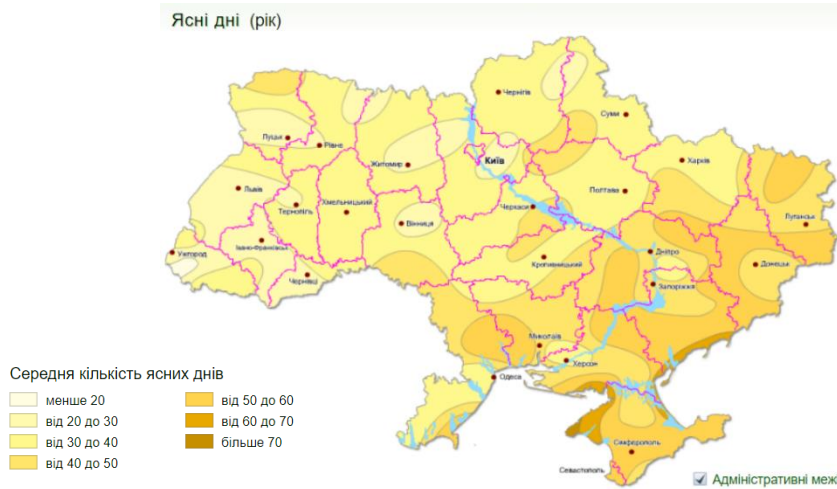 Ясні дні (рік)
Чернігів
Суми
Луцьк
Рівне
Житомир
Київ
Харків
Львів
Тернопіль
Хмельницький
Полтава
Черкаси
Вінниця
Луганськ
Ужгород
Івано-Франківськ
Чернівці
Кропивницький
Дніпро
Донецьк
Запоріжжя
Миколаїв
Херсон
Одеса
Сімферополь
Севастополь
Середня кількість ясних днів
менше 20
від 20 до 30
від 30 до 40
від 40 до 50
від 50 до 60
від 60 до 70
більше 70
Адміністративні меж